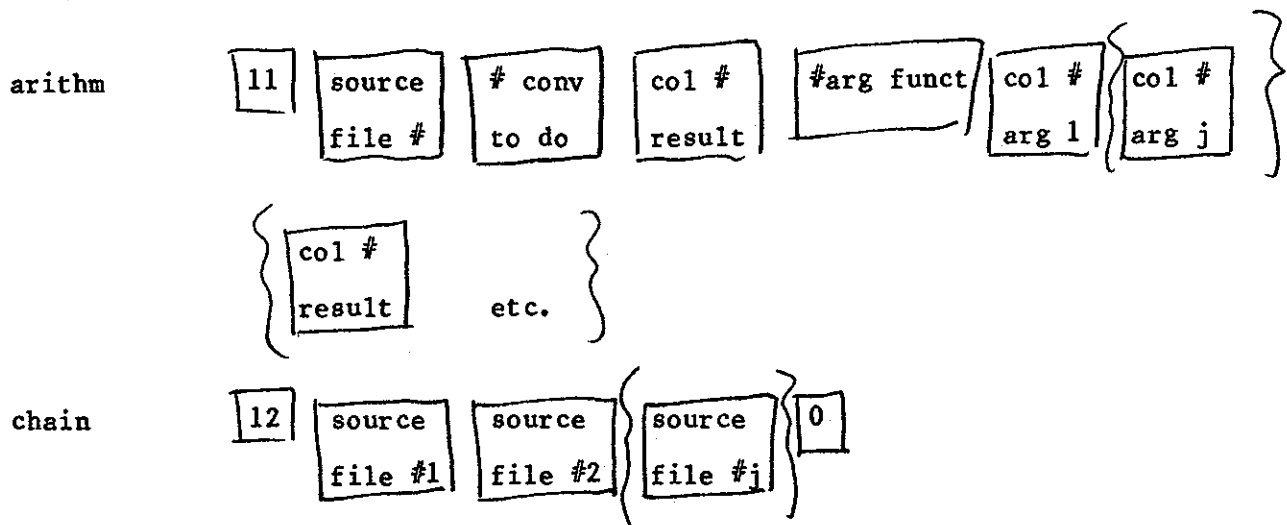 arithm 11 source # conv col # #arg funct col # col #
file # to do result arg 1 arg j
col #
result etc.
chain 12 source source source 0
file #1 file #2 file #j